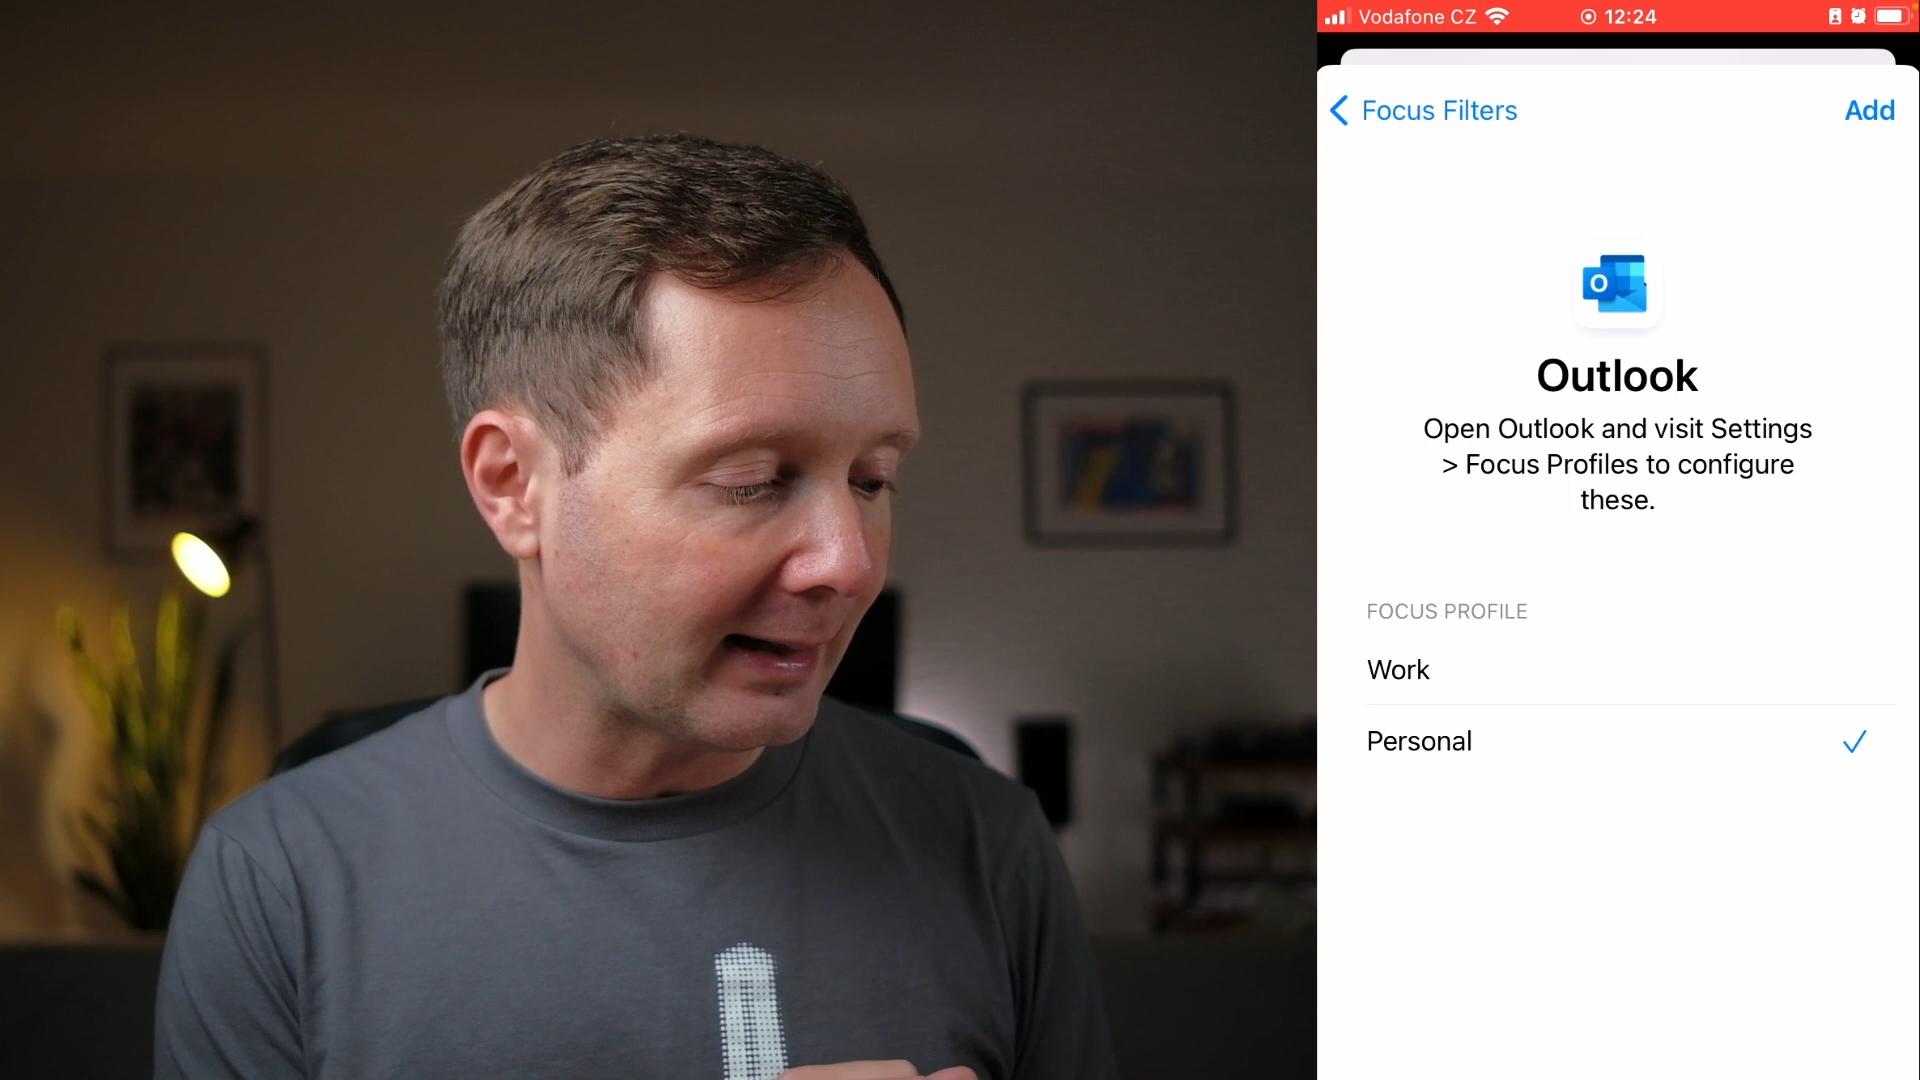 Vodafone CZ
12:24
Focus Filters
Add
O
Outlook
Open Outlook and visit Settings
> Focus Profiles to configure
these.
FOCUS PROFILE
Work
Personal